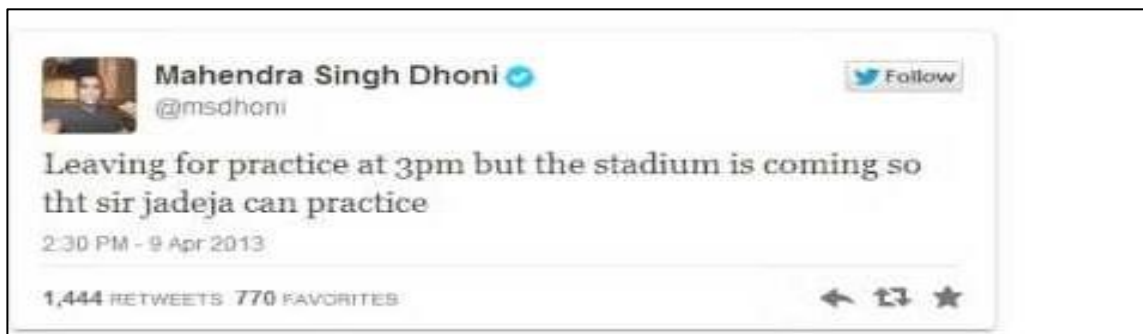 Mahendra Singh Dhoni
Follow
@msdhoni
Leaving for practice at 3pm but the stadium is coming so
tht sir jadeja can practice
2:30 PM - 9 Apr 2013
1,444 RETWEETS 770 FAVORITES